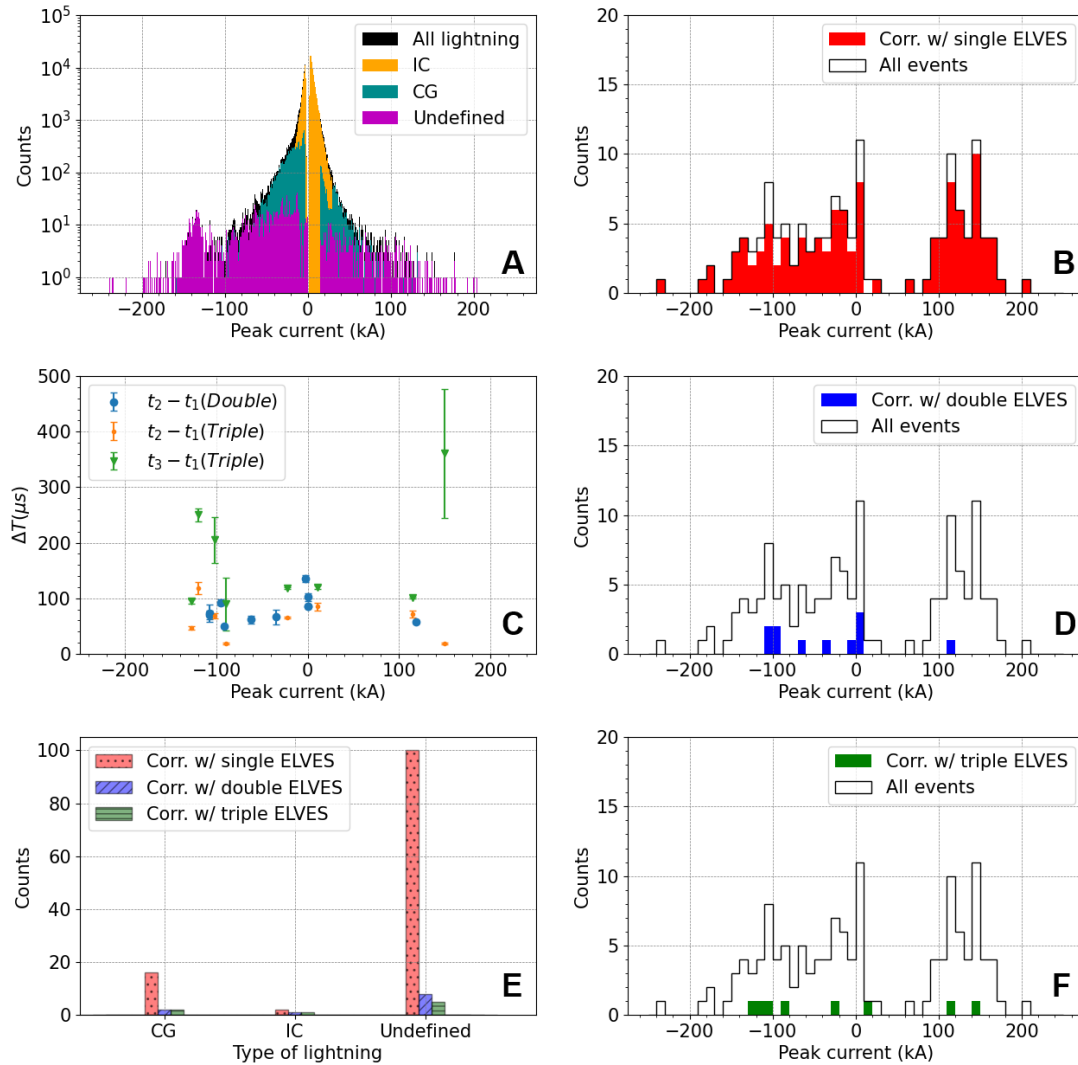 10^5
10^4
10^3
10^2
10^1
10^0
Counts
All lightning
IC
CG
Undefined
A
−200 −100 0 100 200
Peak current (kA)
20
15
10
5
0
Counts
Corr. w/ single ELVES
All events
B
−200 −100 0 100 200
Peak current (kA)
500
400
300
200
100
0
ΔT(μs)
t₂ − t₁(Double)
t₂ − t₁(Triple)
t₃ − t₁(Triple)
C
−200 −100 0 100 200
Peak current (kA)
20
15
10
5
0
Counts
Corr. w/ double ELVES
All events
D
−200 −100 0 100 200
Peak current (kA)
100
80
60
40
20
0
Counts
Corr. w/ single ELVES
Corr. w/ double ELVES
Corr. w/ triple ELVES
E
CG IC Undefined
Type of lightning
20
15
10
5
0
Counts
Corr. w/ triple ELVES
All events
F
−200 −100 0 100 200
Peak current (kA)